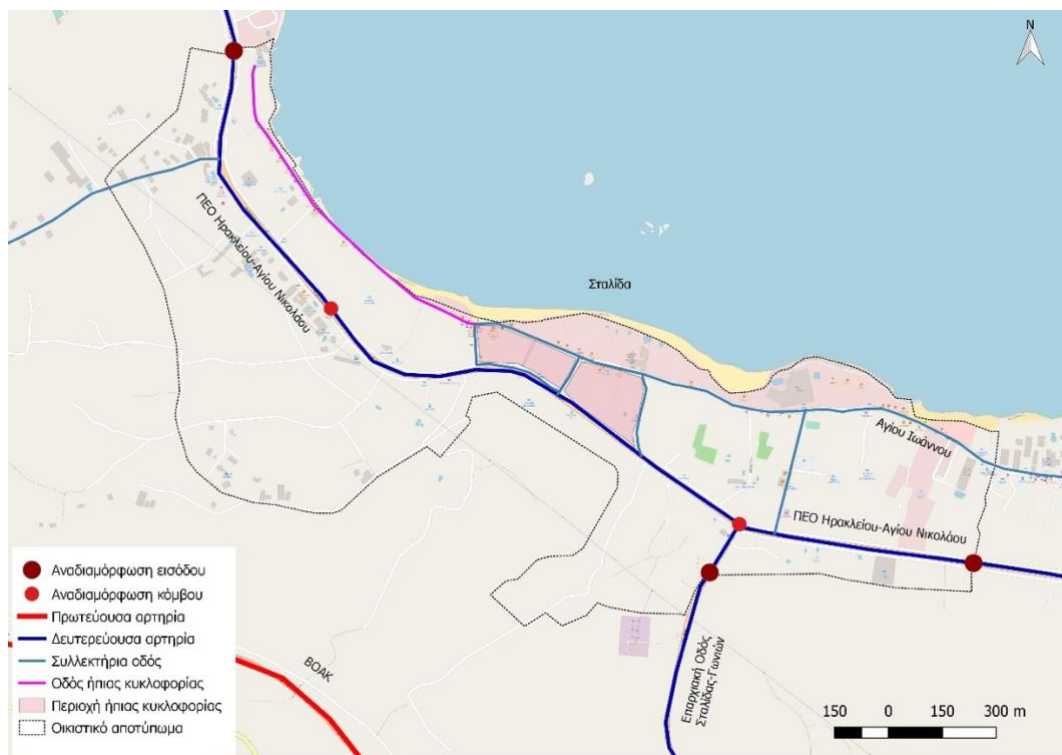 N
ΠΕΟ Ηρακλείου-Αγίου Νικολάου
Σταλίδα
Αγίου Ιωάννου
ΠΕΟ Ηρακλείου-Αγίου Νικολάου
Επαρχιακή Οδός
Σταλίδας-Γωνιών
ΒΟΑΚ
Αναδιαμόρφωση εισόδου
Αναδιαμόρφωση κόμβου
Πρωτεύουσα αρτηρία
Δευτερεύουσα αρτηρία
Συλλεκτήρια οδός
Οδός ήπιας κυκλοφορίας
Περιοχή ήπιας κυκλοφορίας
Οικιστικό αποτύπωμα
150 0 150 300 m